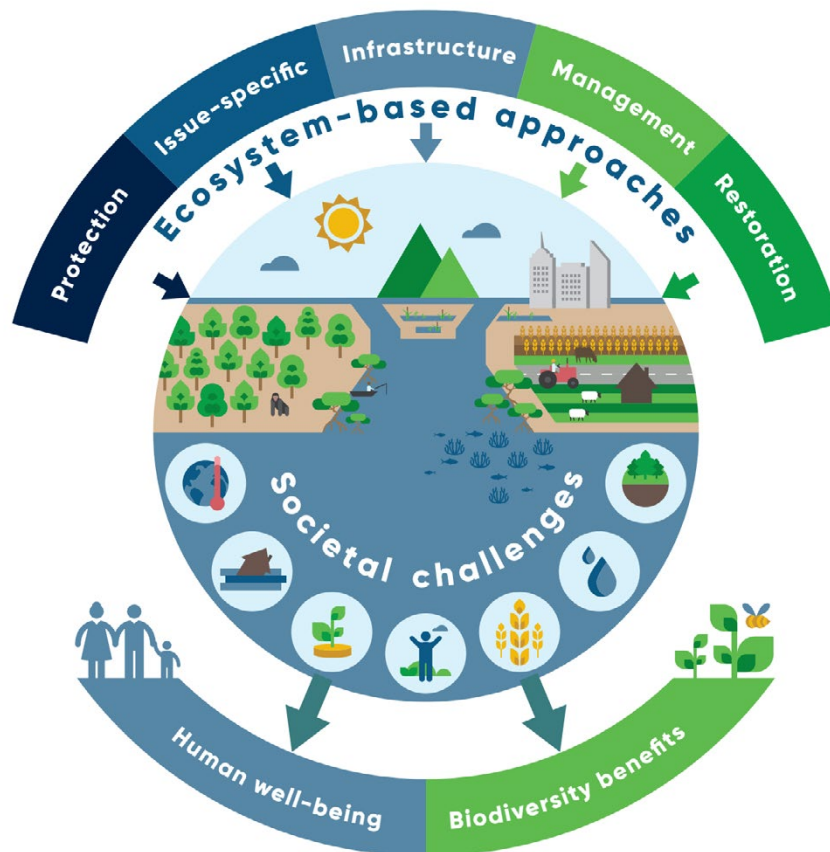 Protection
Issue-specific
Infrastructure
Management
Restoration
Ecosystem-based approaches
Societal challenges
Human well-being
Biodiversity benefits